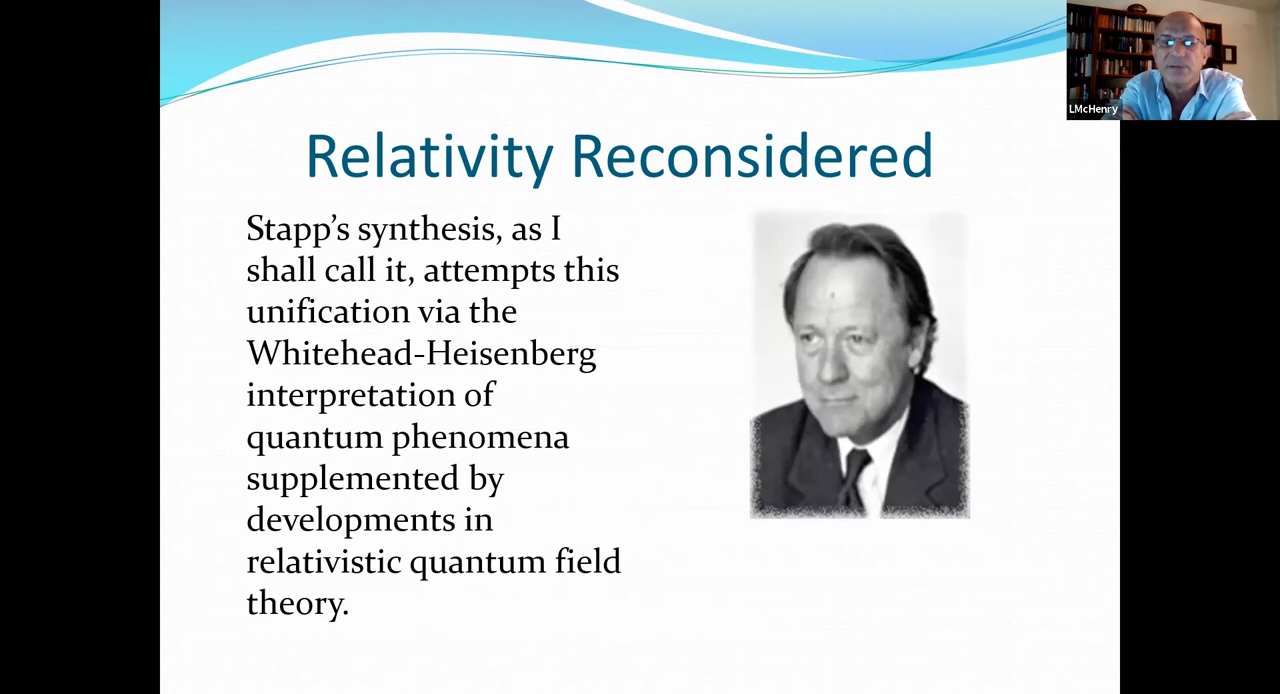 LMcHenry
Relativity Reconsidered
Stapp’s synthesis, as I
shall call it, attempts this
unification via the
Whitehead-Heisenberg
interpretation of
quantum phenomena
supplemented by
developments in
relativistic quantum field
theory.